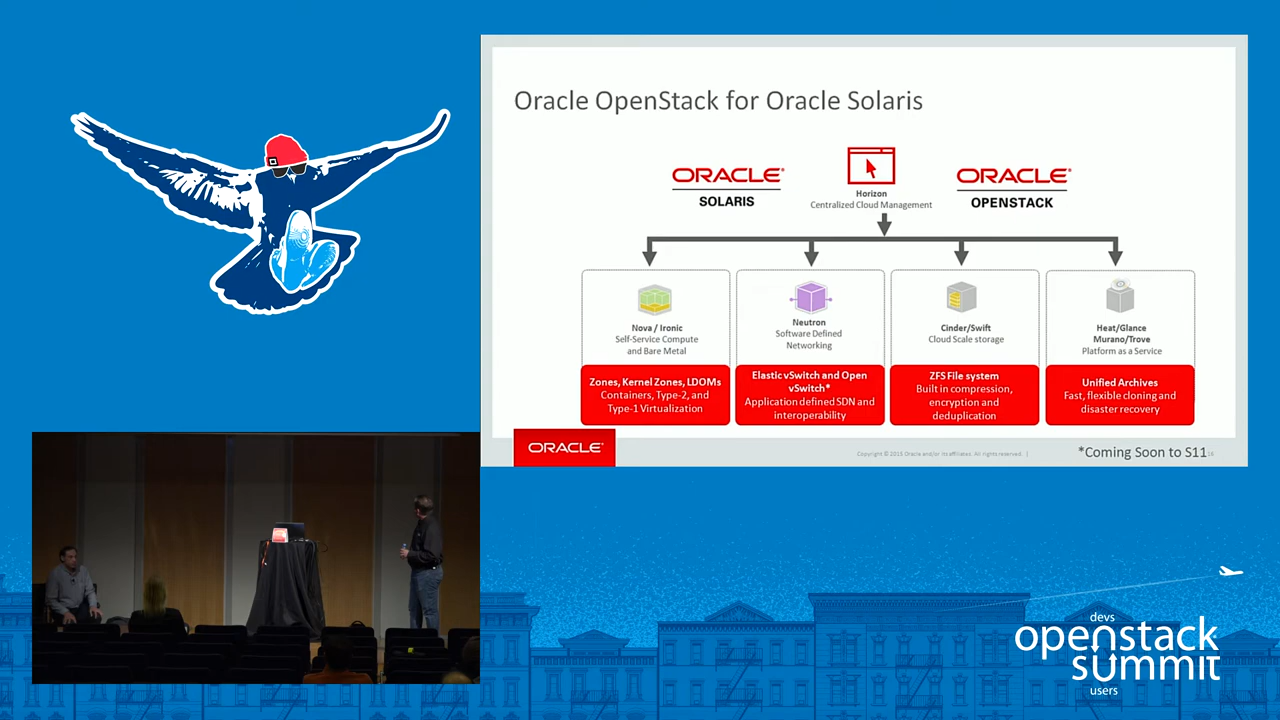 Oracle OpenStack for Oracle Solaris
ORACLE
SOLARIS
Horizon
Centralized Cloud Management
ORACLE
OPENSTACK
Nova / Ironic
Self-Service Compute
and Bare Metal
Zones, Kernel Zones, LDOMs
Containers, Type-2, and
Type-1 Virtualization
Neutron
Software Defined
Networking
Elastic vSwitch and Open
vSwitch*
Application defined SDN and
interoperability
Cinder/Swift
Cloud Scale storage
ZFS File system
Built in compression,
encryption and
deduplication
Heat/Glance
Murano/Trove
Platform as a Service
Unified Archives
Fast, flexible cloning and
disaster recovery
ORACLE
Copyright © 2015 Oracle and/or its affiliates. All rights reserved. |
*Coming Soon to S11
devs
openstack
summit
users